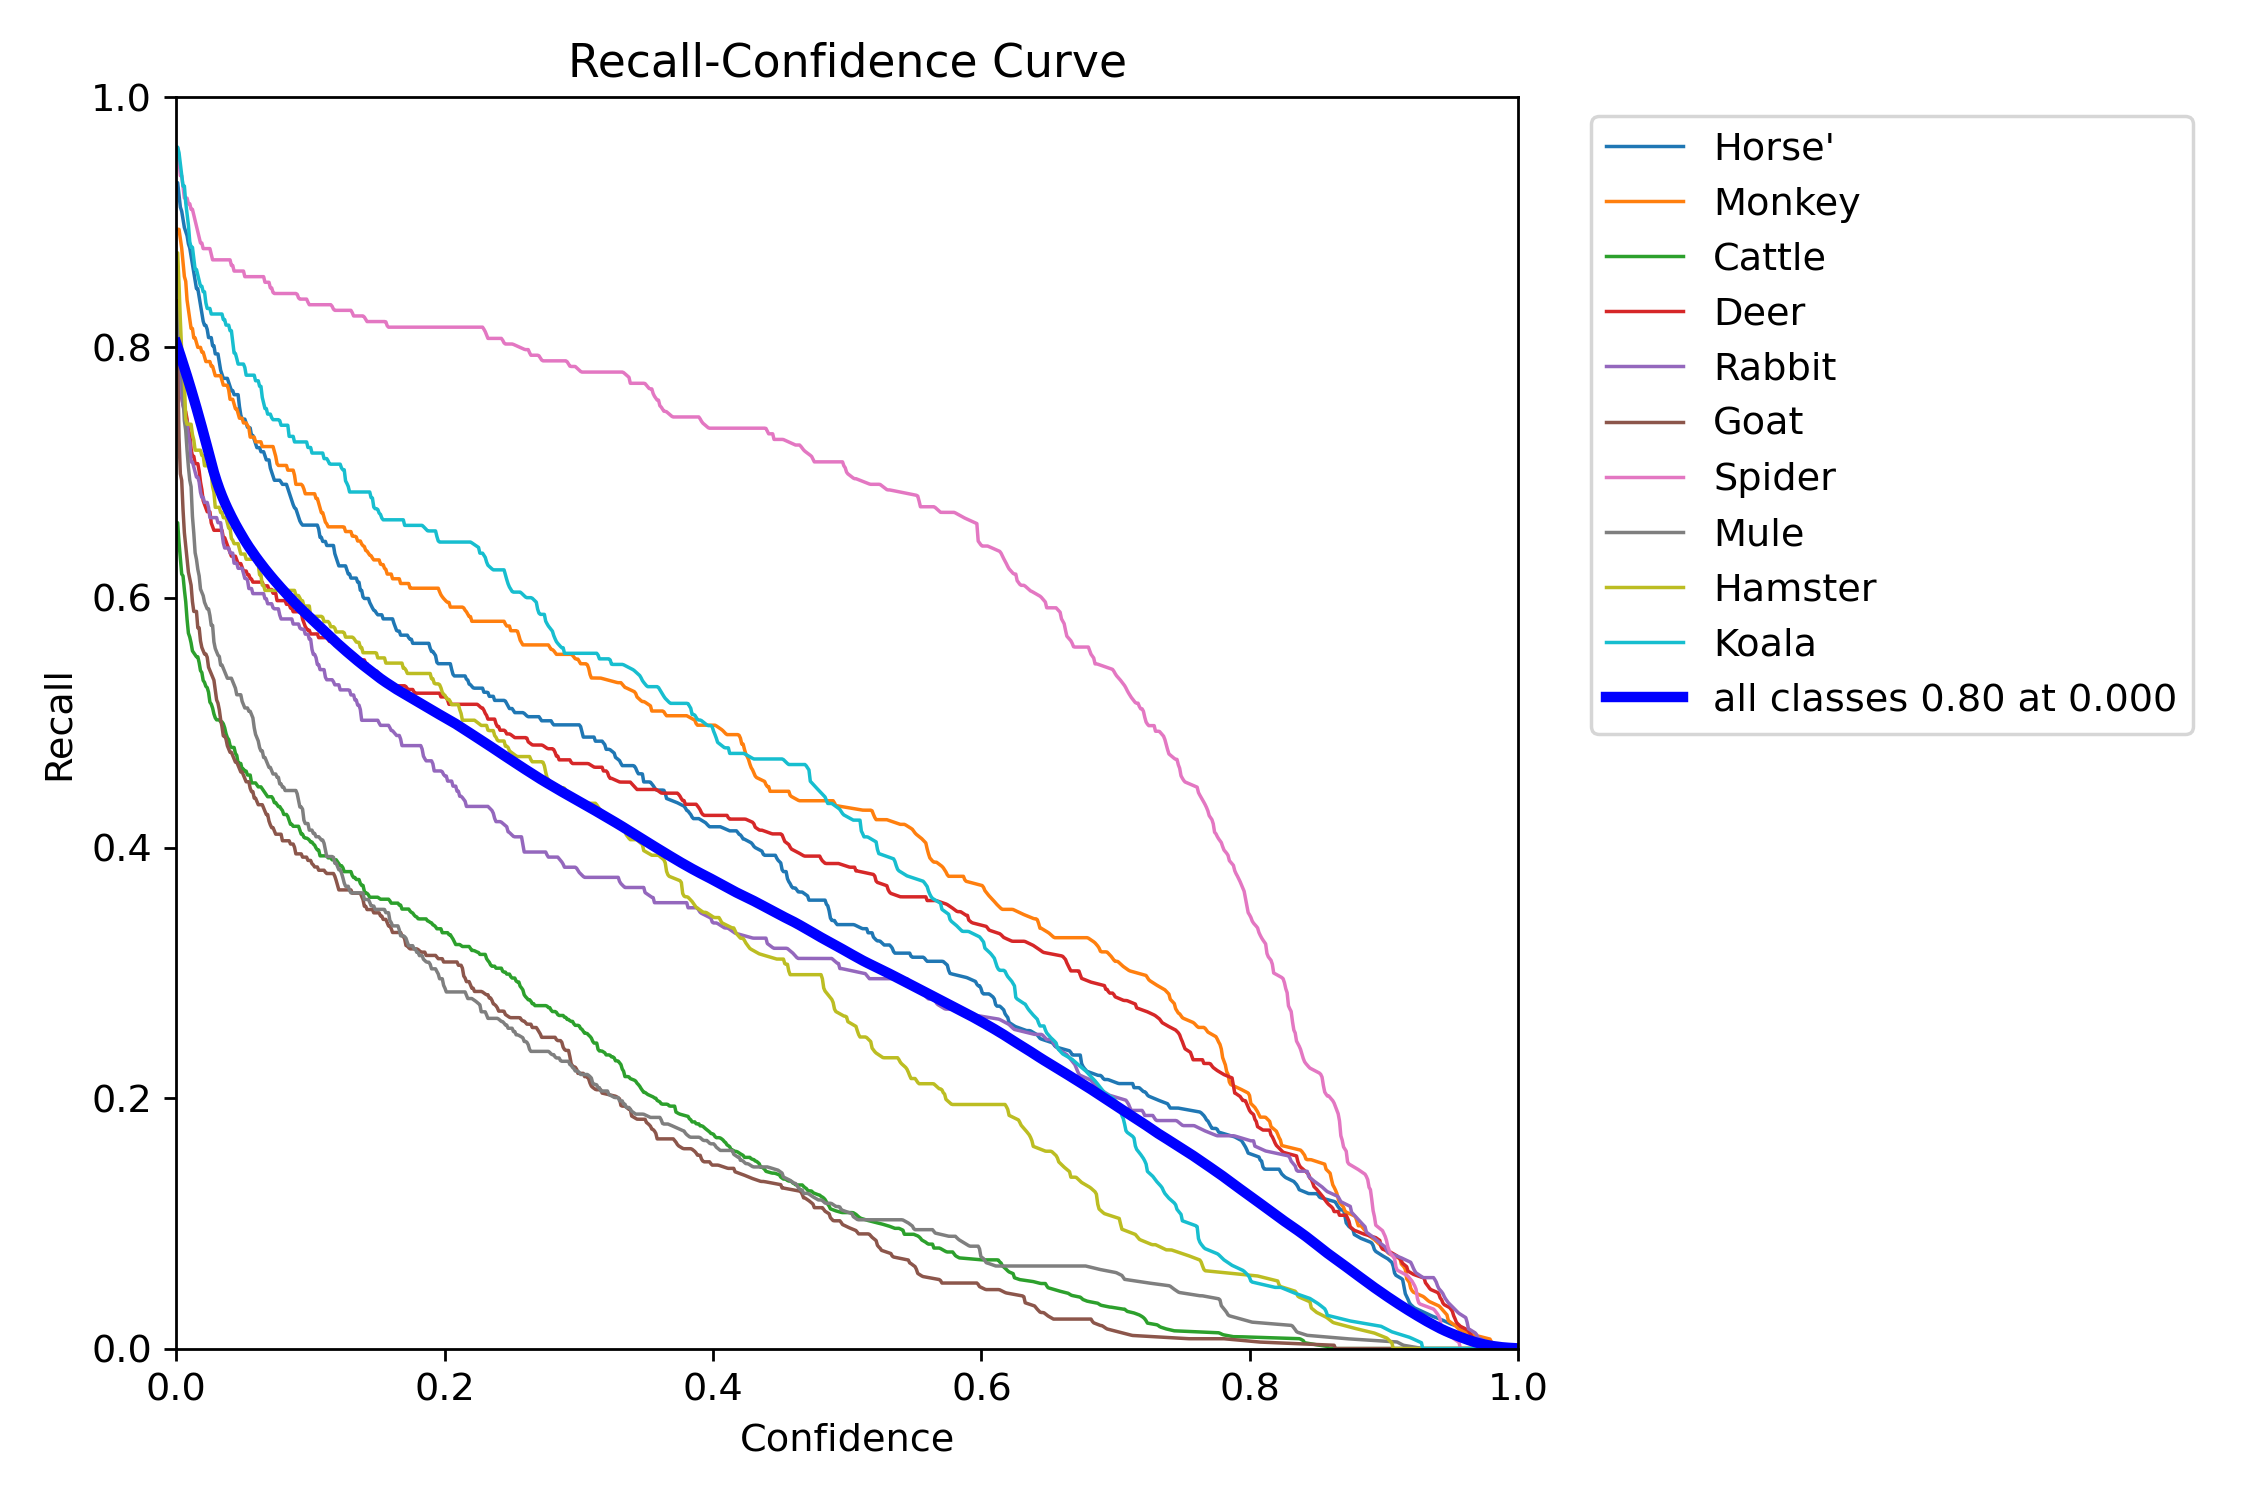 Recall-Confidence Curve
1.0
0.8
0.6
0.4
0.2
0.0
Recall
0.0 0.2 0.4 0.6 0.8 1.0
Confidence
Horse'
Monkey
Cattle
Deer
Rabbit
Goat
Spider
Mule
Hamster
Koala
all classes 0.80 at 0.000